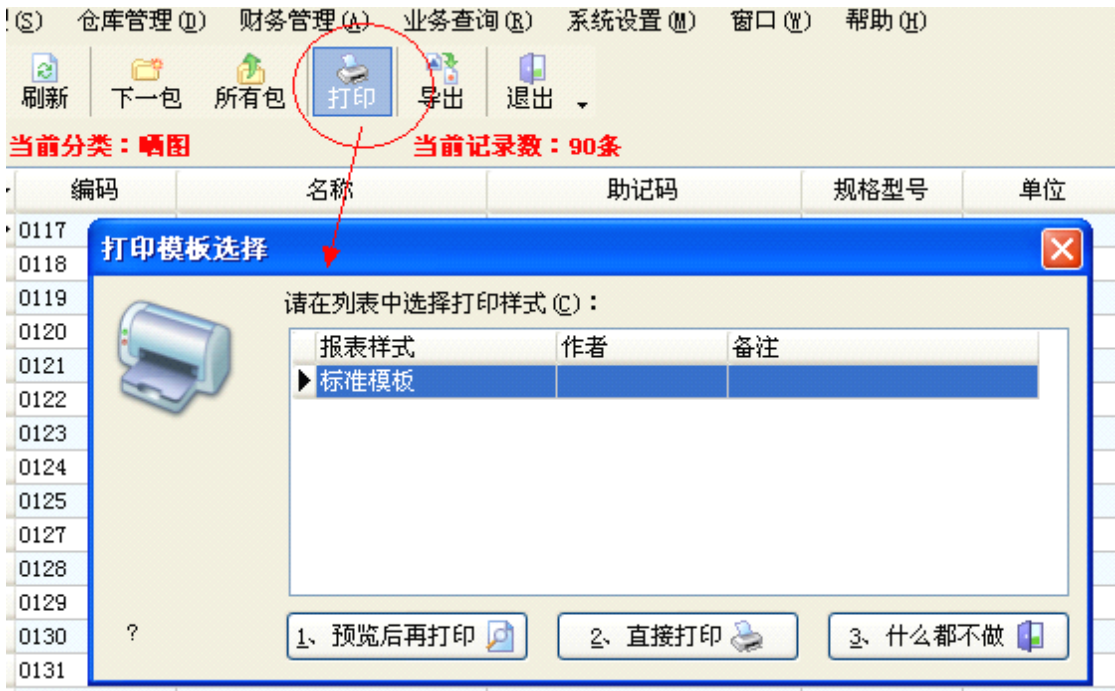 (S) 仓库管理(D) 财务管理(A) 业务查询(R) 系统设置(M) 窗口(W) 帮助(H)
刷新 下一包 所有包 打印 导出 退出
当前分类：晒图 当前记录数：90条
编码 名称 助记码 规格型号 单位
0117
打印模板选择
0118
0119
请在列表中选择打印样式(C)：
0120
报表样式 作者 备注
0121
标准模板
0122
0123
0124
0125
0127
0128
0129
0130
? 1、预览后再打印 2、直接打印 3、什么都不做
0131